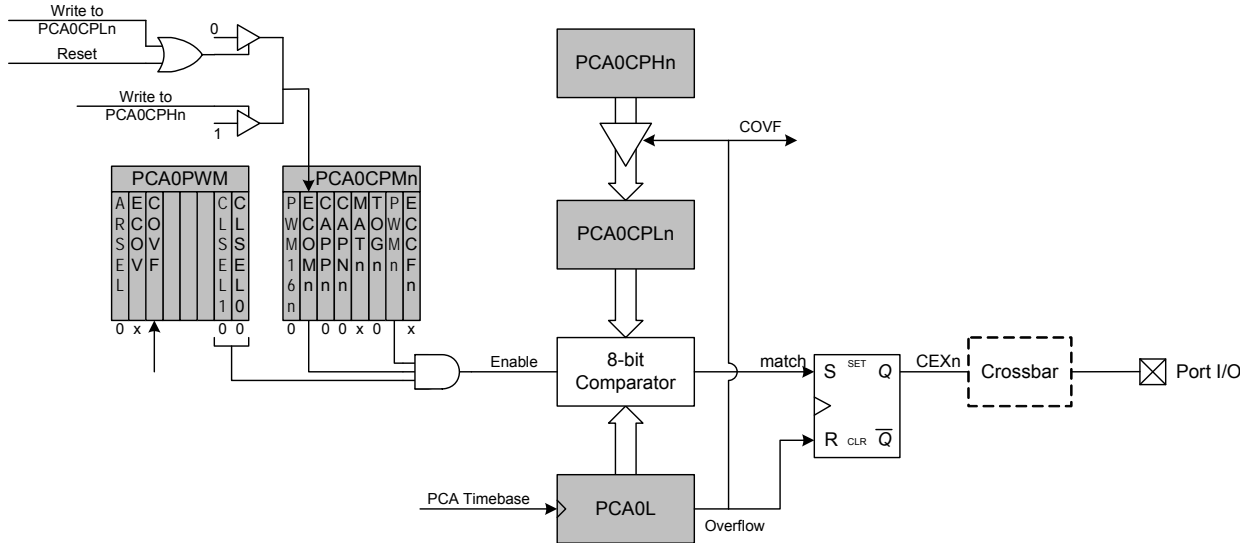 Write to
PCA0CPLn
Reset
0
Write to
PCA0CPHn
1
PCA0CPHn
COVF
PCA0PWM
ARSEL
ECOV
COVF
CLSEL1
CLSEL0
0 x 0 0
PCA0CPMn
PWM16n
ECOMn
CAPPn
CAPNn
MATn
TOGn
PWMn
ECCFn
0 0 0 x 0 x
PCA0CPLn
Enable
8-bit
Comparator
match
S SET Q
R CLR Q
CEXn
Crossbar
Port I/O
PCA Timebase
PCA0L
Overflow